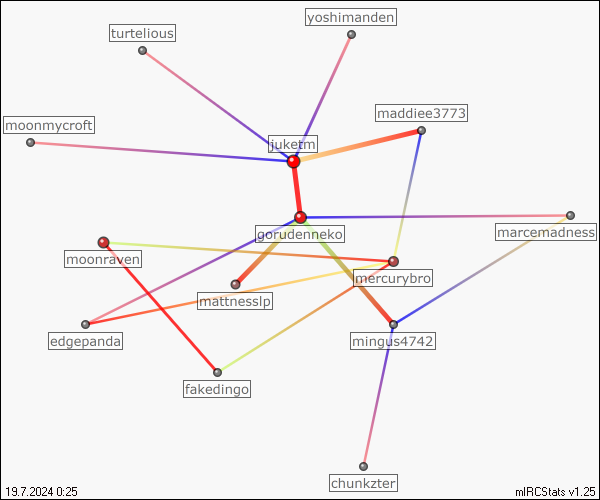 yoshimanden
turtelious
maddiee3773
moonmycroft
juketm
gorudenneko
marcemadness
moonraven
mercurybro
mattnesslp
edgepanda
mingus4742
fakedingo
chunkzter
19.7.2024 0:25
mIRCStats v1.25